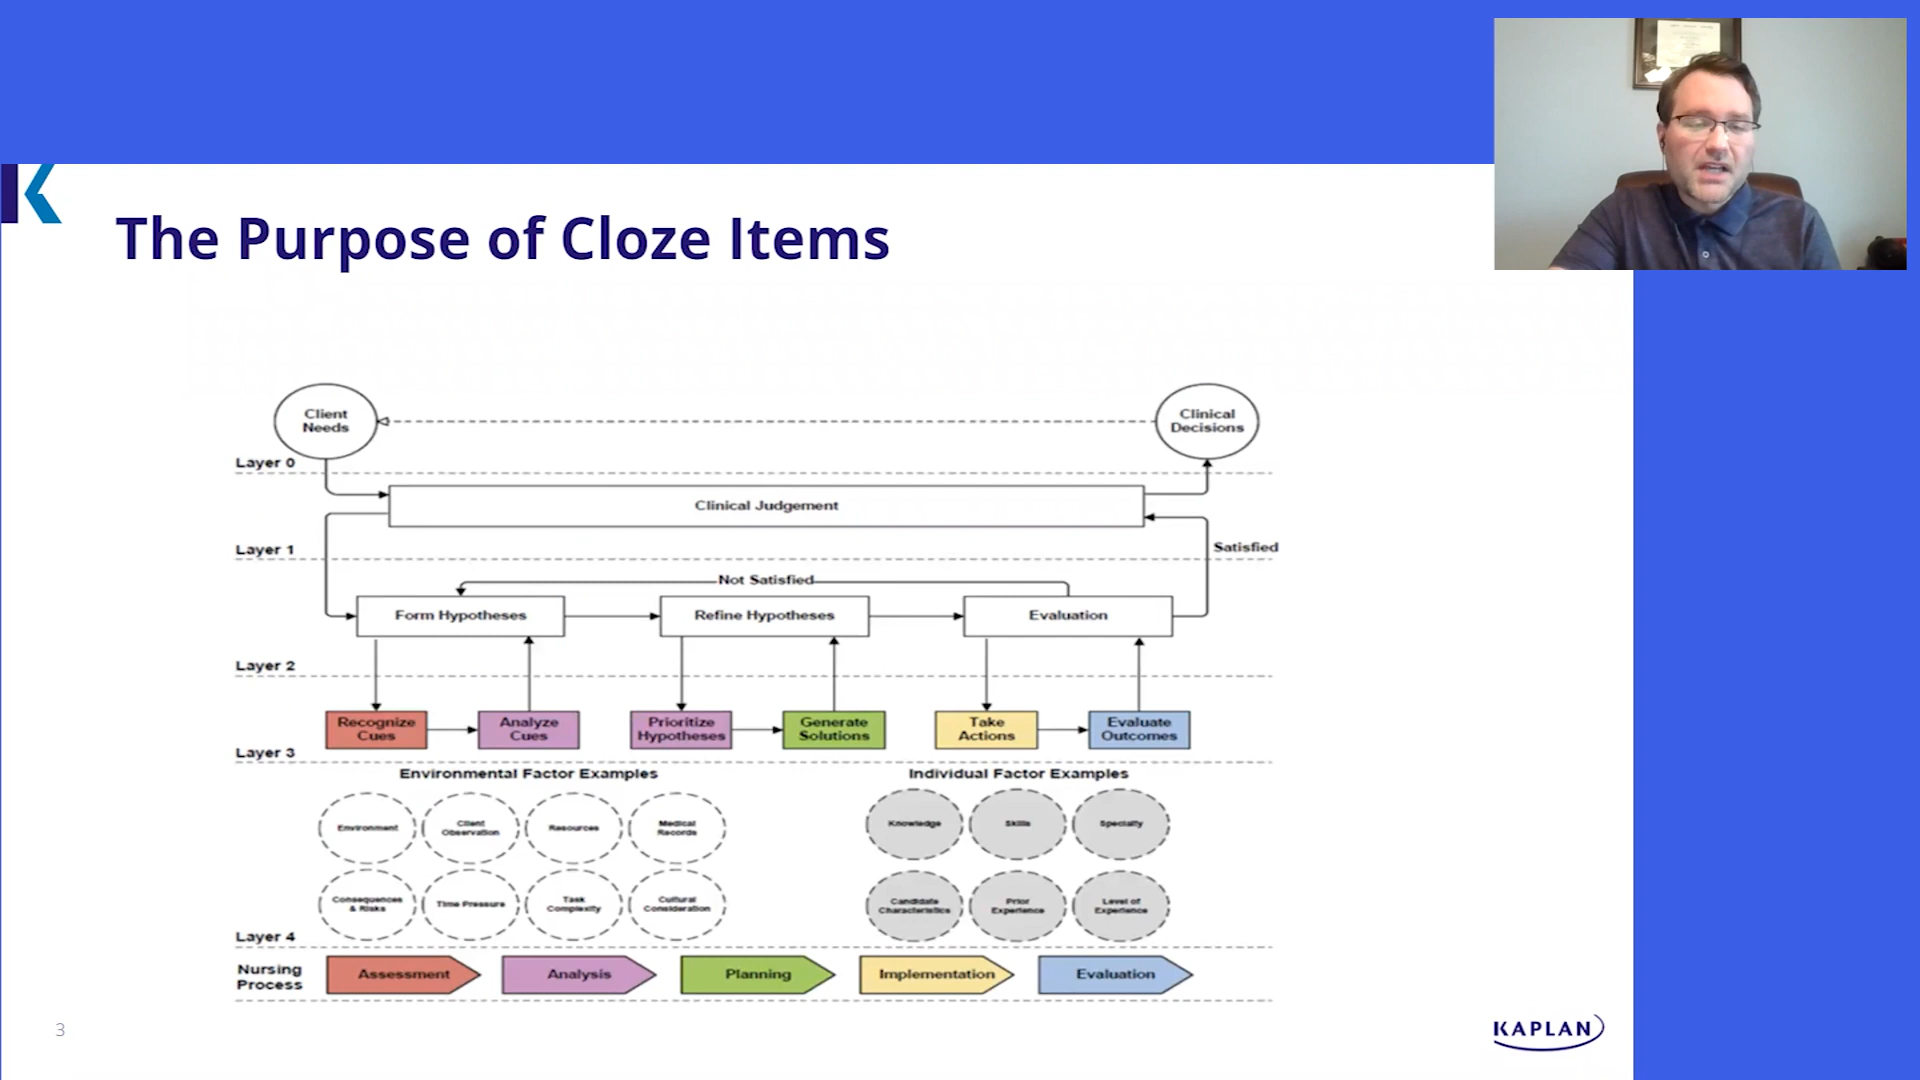 The Purpose of Cloze Items
Client
Needs
Clinical
Decisions
Layer 0
Clinical Judgement
Layer 1
Satisfied
Not Satisfied
Form Hypotheses
Refine Hypotheses
Evaluation
Layer 2
Recognize
Cues
Analyze
Cues
Prioritize
Hypotheses
Generate
Solutions
Take
Actions
Evaluate
Outcomes
Layer 3
Environmental Factor Examples
Individual Factor Examples
Environment
Client
Observation
Resources
Medical
Records
Knowledge
Skills
Specialty
Consequences
& Risks
Time Pressure
Task
Complexity
Cultural
Consideration
Candidate
Characteristics
Prior
Experience
Level of
Experience
Layer 4
Nursing
Process
Assessment
Analysis
Planning
Implementation
Evaluation
3
KAPLAN